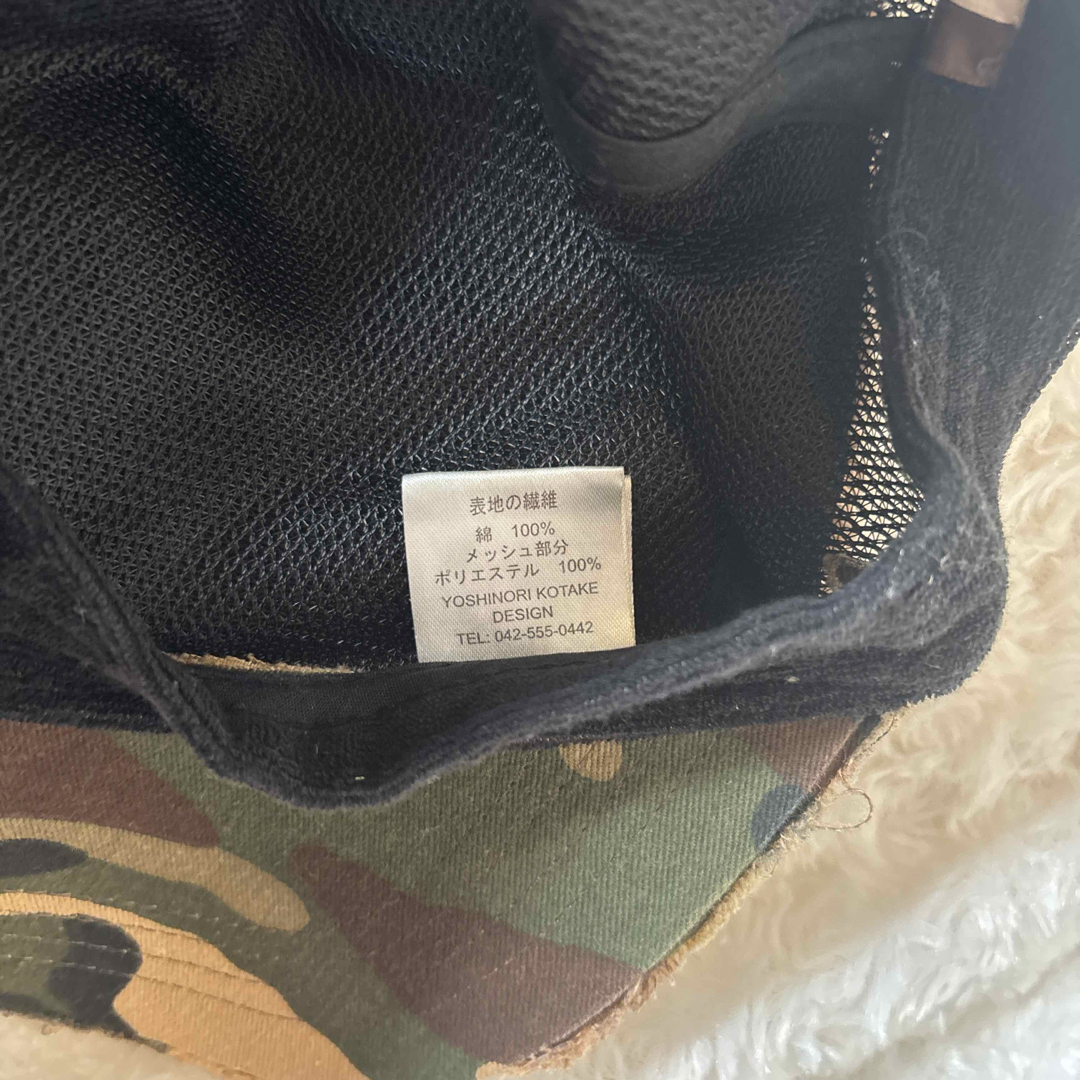 表地の繊維
綿 100%
メッシュ部分
ポリエステル 100%
YOSHINORI KOTAKE
DESIGN
TEL: 042-555-0442